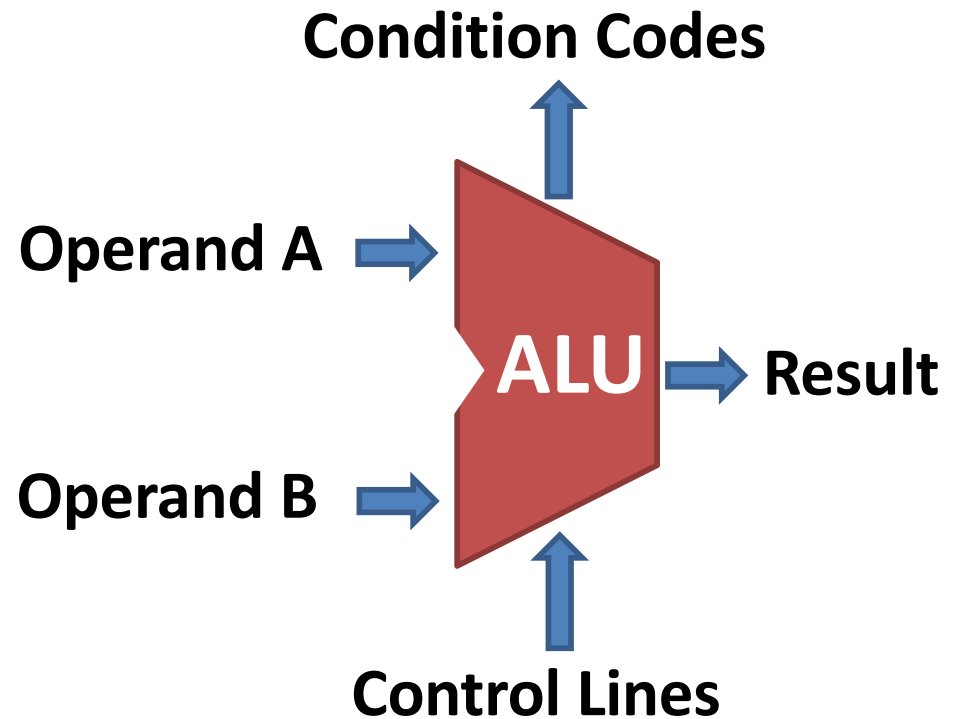 Condition Codes
Operand A
ALU
Result
Operand B
Control Lines